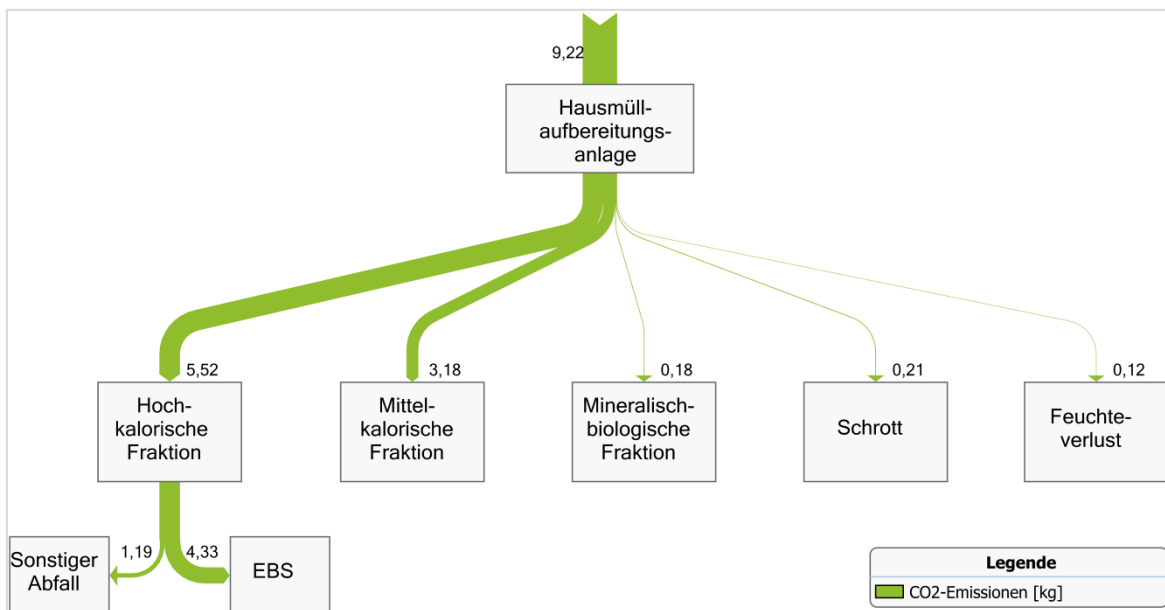 9,22
Hausmüll-
aufbereitungs-
anlage
5,52
3,18
0,18
0,21
0,12
Hoch-
kalorische
Fraktion
Mittel-
kalorische
Fraktion
Mineralisch-
biologische
Fraktion
Schrott
Feuchte-
verlust
Sonstiger
Abfall
1,19
4,33
EBS
Legende
CO2-Emissionen [kg]